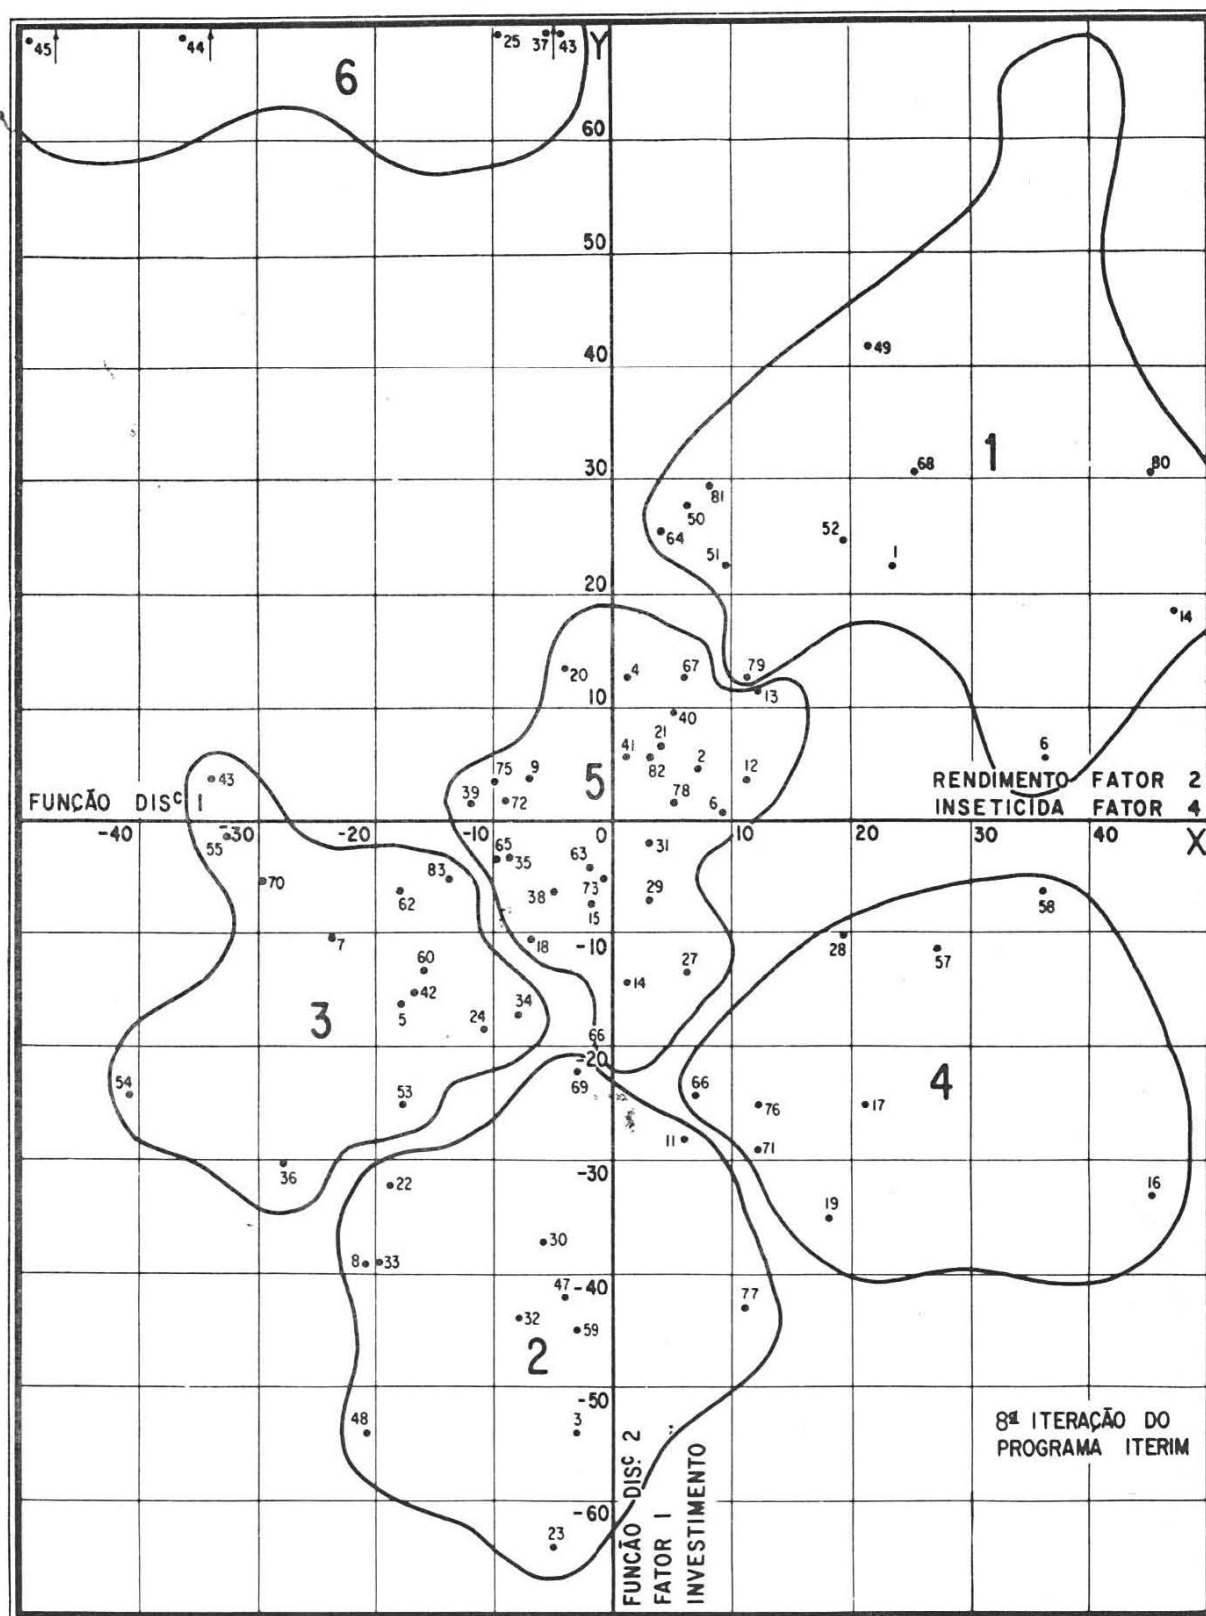 45 44 25 37 43 Y
6
60
50
49
40
1
68 80
30
81
50
52
64 51 1
20
14
79
20 4 67
13
10
40
21 6
41 2
43 75 9 5 82 12
RENDIMENTO FATOR 2
39 72 78 6
FUNÇÃO DISC 1
INSETICIDA FATOR 4
-40 -30 -20 -10 0 10 20 30 40 X
55 65 35 63 31
70 83
62 38 73 29 58
15
7 18 -10 28 57
60
27
42 14
5 34
3 24 66
-20
54 53 69 66 4
76 17
11
71
36 -30 16
22 19
30
8 33
47 -40
77
32 59
2
-50
48 3
8ª ITERAÇÃO DO
PROGRAMA ITERIM
-60
23
FUNCÃO DISC. 2
FATOR 1
INVESTIMENTO